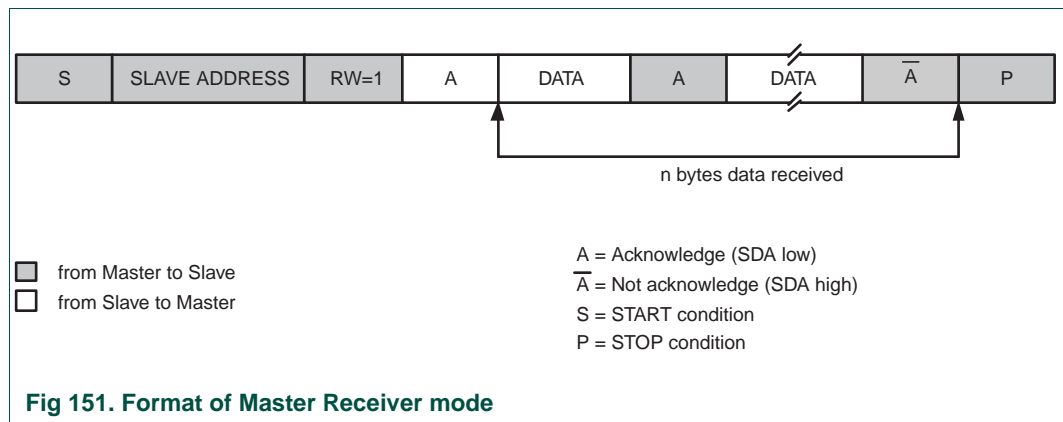 S SLAVE ADDRESS RW=1 A DATA A DATA A̅ P
n bytes data received
from Master to Slave
from Slave to Master
A = Acknowledge (SDA low)
A̅ = Not acknowledge (SDA high)
S = START condition
P = STOP condition
Fig 151. Format of Master Receiver mode